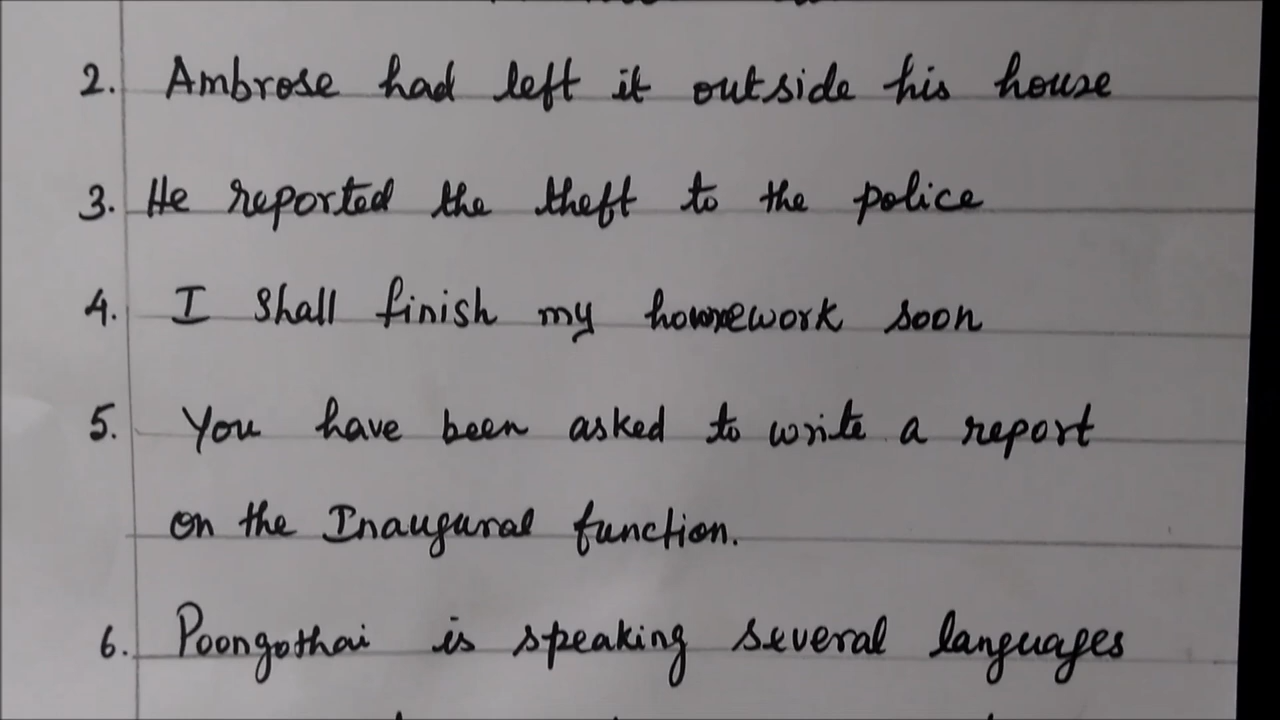 2. Ambrose had left it outside his house
3. He reported the theft to the police
4. I shall finish my homework soon
5. You have been asked to write a report
on the Inaugural function.
6. Poongothai is speaking several languages